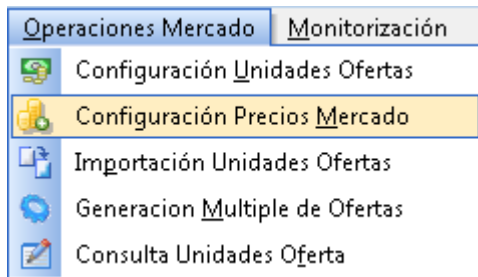 Operaciones Mercado Monitorización
Configuración Unidades Ofertas
Configuración Precios Mercado
Importación Unidades Ofertas
Generacion Multiple de Ofertas
Consulta Unidades Oferta